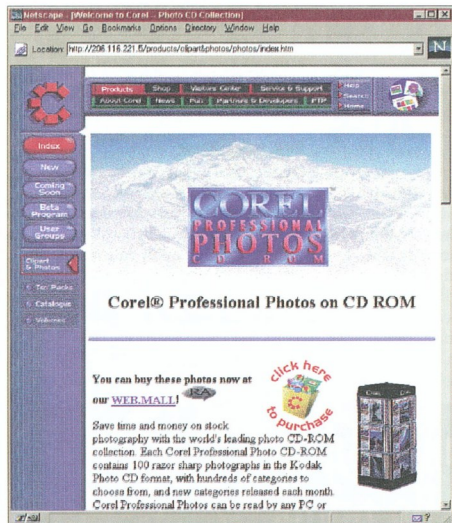 Netscape - [Welcome to Corel - Photo CD Collection]
File Edit View Go Bookmarks Options Directory Window Help
Location: http://206.116.221.5/products/clipart&photos/photos/index.htm
N
Products Shop Visitors Center Service & Support
About Corel News Fun Partners & Developers FTP
Help
Search
Home
Index
New
Coming Soon
Beta Program
User Groups
Clipart & Photos
Ten Packs
Catalogue
Volumes
COREL
PROFESSIONAL
PHOTOS
CD ROM
Corel® Professional Photos on CD ROM
You can buy these photos now at
our WEB.MALL!
click here
to purchase
Save time and money on stock
photography with the world's leading photo CD-ROM
collection. Each Corel Professional Photo CD-ROM
contains 100 razor sharp photographs in the Kodak
Photo CD format, with hundreds of categories to
choose from, and new categories released each month.
Corel Professional Photos can be read by any PC or